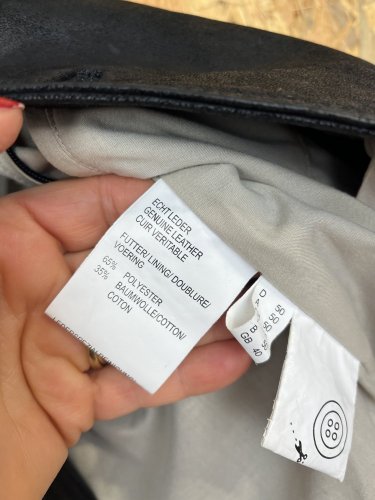 ECHT LEDER
GENUINE LEATHER
CUIR VERITABLE
FUTTER/ LINING/ DOUBLURE/
VOERING
65% POLYESTER
35% BAUMWOLLE/COTTON/
COTON
D 50
A 50
B
GB 40